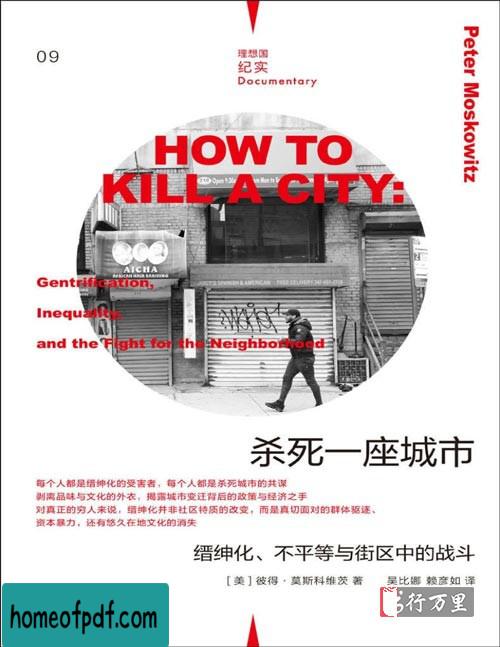 09
理想国
纪实
Documentary
Peter Moskowitz
HOW TO
KILL A CITY:
AICHA
AFRICAN HAIR BRAIDING
Gentrification,
Inequality,
and the Fight for the Neighborhood
杀死一座城市
每个人都是缙绅化的受害者，每个人都是杀死城市的共谋
剥离品味与文化的外衣，揭露城市变迁背后的政策与经济之手
对真正的穷人来说，缙绅化并非社区特质的改变，而是真切面对的群体驱逐、
资本暴力，还有悠久在地文化的消失
缙绅化、不平等与街区中的战斗
［美］彼得·莫斯科维茨 著
吴比娜 赖彦如 译
homeofpdf.com
书行万里